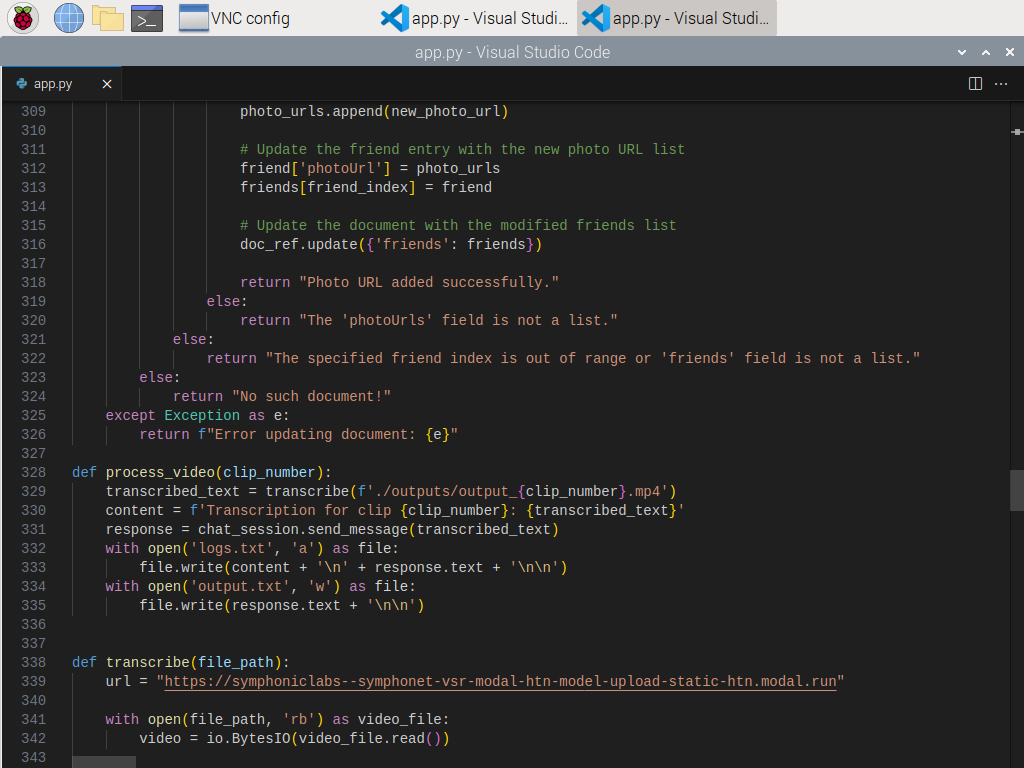 VNC config
app.py - Visual Studi...
app.py - Visual Studi...
app.py - Visual Studio Code
app.py
309 photo_urls.append(new_photo_url)
310
311 # Update the friend entry with the new photo URL list
312 friend['photoUrl'] = photo_urls
313 friends[friend_index] = friend
314
315 # Update the document with the modified friends list
316 doc_ref.update({'friends': friends})
317
318 return "Photo URL added successfully."
319 else:
320 return "The 'photoUrls' field is not a list."
321 else:
322 return "The specified friend index is out of range or 'friends' field is not a list."
323 else:
324 return "No such document!"
325 except Exception as e:
326 return f"Error updating document: {e}"
327
328 def process_video(clip_number):
329 transcribed_text = transcribe(f'./outputs/output_{clip_number}.mp4')
330 content = f'Transcription for clip {clip_number}: {transcribed_text}'
331 response = chat_session.send_message(transcribed_text)
332 with open('logs.txt', 'a') as file:
333 file.write(content + '\n' + response.text + '\n\n')
334 with open('output.txt', 'w') as file:
335 file.write(response.text + '\n\n')
336
337
338 def transcribe(file_path):
339 url = "https://symphoniclabs--symphonet-vsr-modal-htn-model-upload-static-htn.modal.run"
340
341 with open(file_path, 'rb') as video_file:
342 video = io.BytesIO(video_file.read())
343